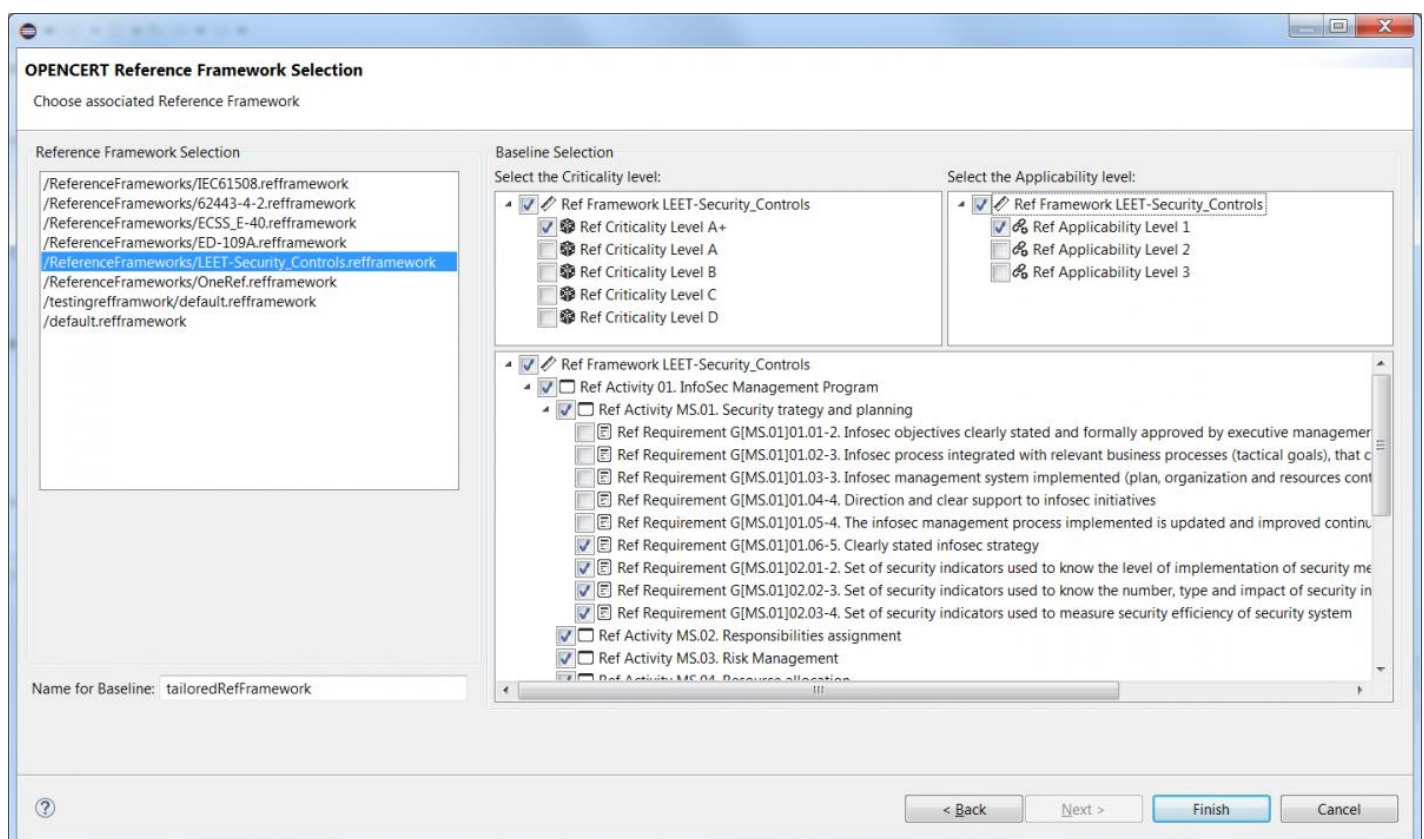 OPENCERT Reference Framework Selection
Choose associated Reference Framework
Reference Framework Selection
/ReferenceFrameworks/IEC61508.refframework
/ReferenceFrameworks/62443-4-2.refframework
/ReferenceFrameworks/ECSS_E-40.refframework
/ReferenceFrameworks/ED-109A.refframework
/ReferenceFrameworks/LEET-Security_Controls.refframework
/ReferenceFrameworks/OneRef.refframework
/testingrefframwork/default.refframework
/default.refframework
Name for Baseline: tailoredRefFramework
Baseline Selection
Select the Criticality level:
Ref Framework LEET-Security_Controls
Ref Criticality Level A+
Ref Criticality Level A
Ref Criticality Level B
Ref Criticality Level C
Ref Criticality Level D
Select the Applicability level:
Ref Framework LEET-Security_Controls
Ref Applicability Level 1
Ref Applicability Level 2
Ref Applicability Level 3
Ref Framework LEET-Security_Controls
Ref Activity 01. InfoSec Management Program
Ref Activity MS.01. Security trategy and planning
Ref Requirement G[MS.01]01.01-2. Infosec objectives clearly stated and formally approved by executive managemer
Ref Requirement G[MS.01]01.02-3. Infosec process integrated with relevant business processes (tactical goals), that c
Ref Requirement G[MS.01]01.03-3. Infosec management system implemented (plan, organization and resources cont
Ref Requirement G[MS.01]01.04-4. Direction and clear support to infosec initiatives
Ref Requirement G[MS.01]01.05-4. The infosec management process implemented is updated and improved continu
Ref Requirement G[MS.01]01.06-5. Clearly stated infosec strategy
Ref Requirement G[MS.01]02.01-2. Set of security indicators used to know the level of implementation of security me
Ref Requirement G[MS.01]02.02-3. Set of security indicators used to know the number, type and impact of security in
Ref Requirement G[MS.01]02.03-4. Set of security indicators used to measure security efficiency of security system
Ref Activity MS.02. Responsibilities assignment
Ref Activity MS.03. Risk Management
Ref Activity MS.04. Resource allocation
< Back
Next >
Finish
Cancel